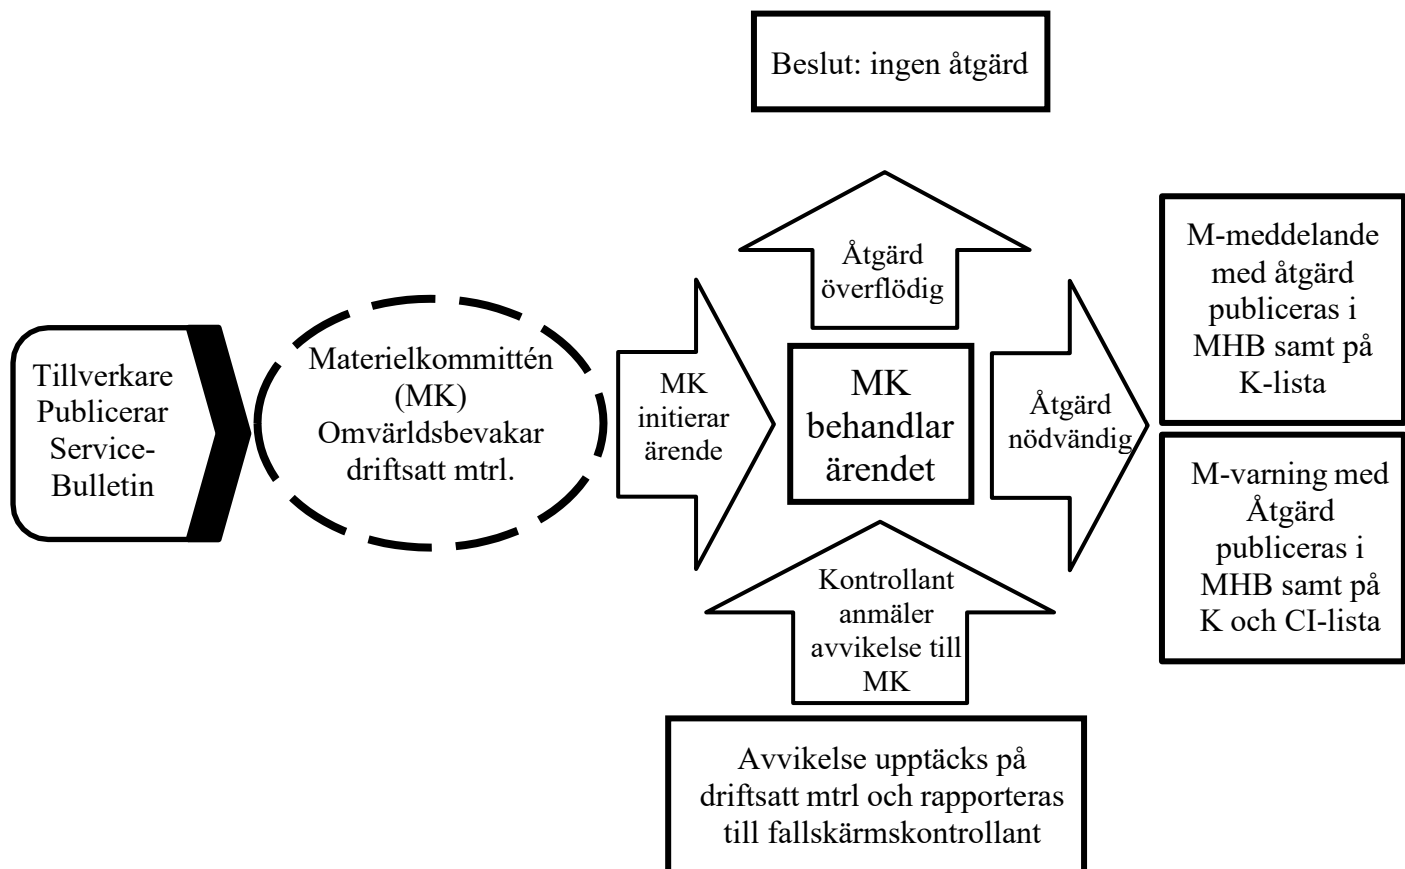 Beslut: ingen åtgärd
Tillverkare
Publicerar
Service-
Bulletin
Materielkommittén
(MK)
Omvärldsbevakar
driftsatt mtrl.
MK
initierar
ärende
Åtgärd
överflödig
MK
behandlar
ärendet
Kontrollant
anmäler
avvikelse till
MK
Avvikelse upptäcks på
driftsatt mtrl och rapporteras
till fallskärmskontrollant
Åtgärd
nödvändig
M-meddelande
med åtgärd
publiceras i
MHB samt på
K-lista
M-varning med
Åtgärd
publiceras i
MHB samt på
K och CI-lista